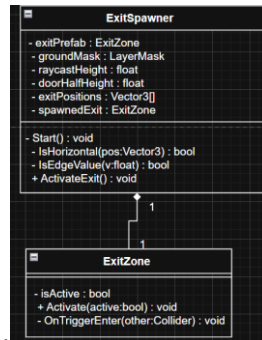 ExitSpawner
- exitPrefab : ExitZone
- groundMask : LayerMask
- raycastHeight : float
- doorHalfHeight : float
- exitPositions : Vector3[]
- spawnedExit : ExitZone
- Start() : void
- IsHorizontal(pos:Vector3) : bool
- IsEdgeValue(v:float) : bool
+ ActivateExit() : void
1
1
ExitZone
- isActive : bool
+ Activate(active:bool) : void
- OnTriggerEnter(other:Collider) : void